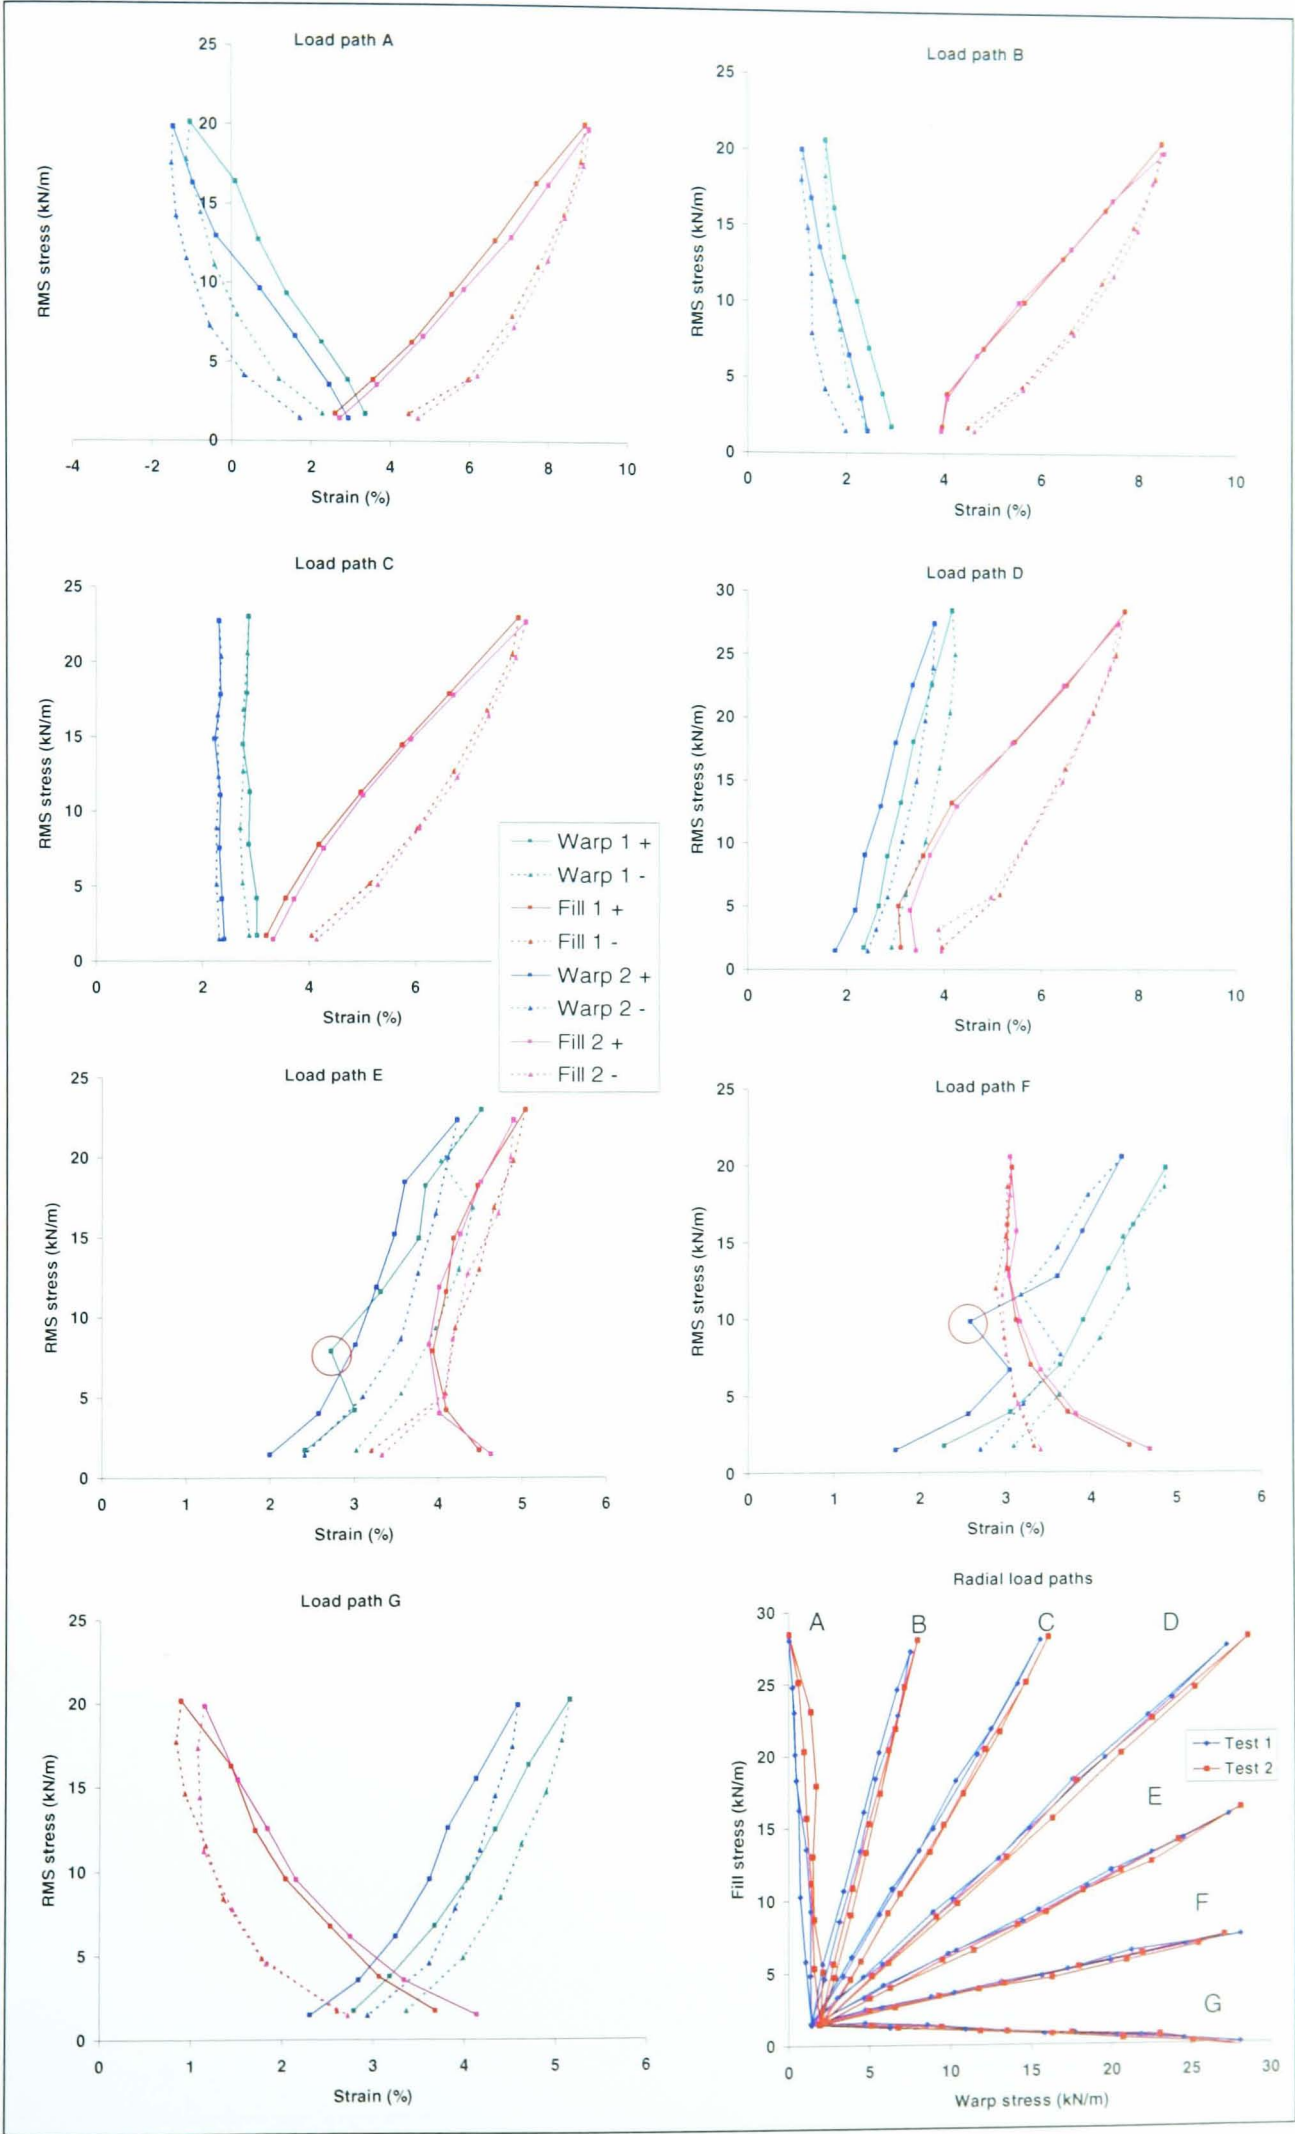 Load path A
25
20
15
10
5
0
RMS stress (kN/m)
-4 -2 0 2 4 6 8 10
Strain (%)
Load path B
25
20
15
10
5
0
RMS stress (kN/m)
0 2 4 6 8 10
Strain (%)
Load path C
25
20
15
10
5
0
RMS stress (kN/m)
0 2 4 6
Strain (%)
Load path D
30
25
20
15
10
5
0
RMS stress (kN/m)
0 2 4 6 8 10
Strain (%)
Warp 1 +
Warp 1 -
Fill 1 +
Fill 1 -
Warp 2 +
Warp 2 -
Fill 2 +
Fill 2 -
Load path E
25
20
15
10
5
0
RMS stress (kN/m)
0 1 2 3 4 5 6
Strain (%)
Load path F
25
20
15
10
5
0
RMS stress (kN/m)
0 1 2 3 4 5 6
Strain (%)
Load path G
25
20
15
10
5
0
RMS stress (kN/m)
0 1 2 3 4 5 6
Strain (%)
Radial load paths
30
25
20
15
10
5
0
Fill stress (kN/m)
A B C D
E
F
G
Test 1
Test 2
0 5 10 15 20 25 30
Warp stress (kN/m)